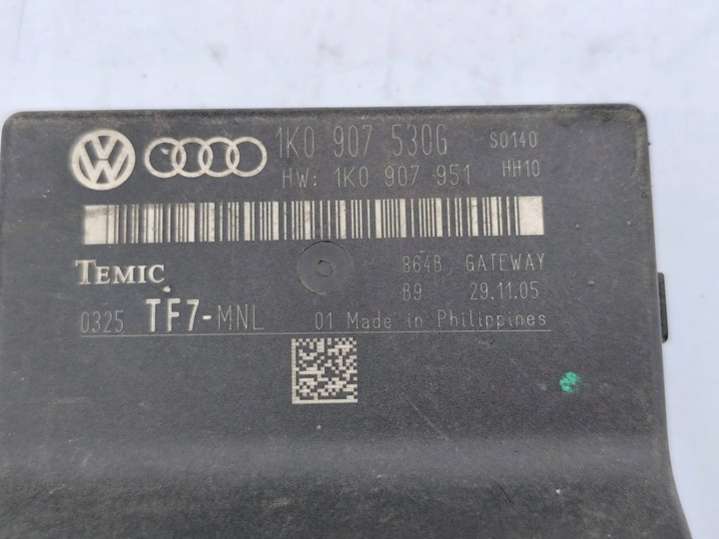 1K0 907 530G S0140
HW: 1K0 907 951 HH10
TEMIC
864B GATEWAY
B9 29.11.05
0325 TF7-MNL 01 Made in Philippines